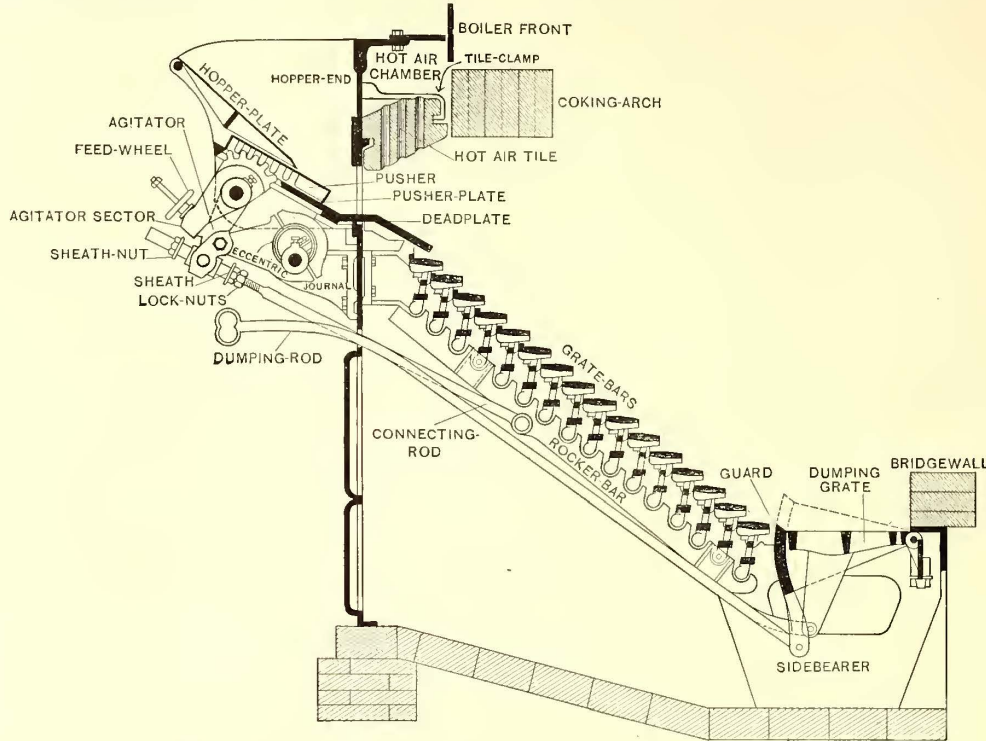 BOILER FRONT
HOT AIR
CHAMBER
TILE-CLAMP
HOPPER-END
HOPPER-PLATE
COKING-ARCH
AGITATOR
FEED-WHEEL
HOT AIR TILE
PUSHER
PUSHER-PLATE
AGITATOR SECTOR
DEADPLATE
SHEATH-NUT
ECCENTRIC
SHEATH
JOURNAL
LOCK-NUTS
DUMPING-ROD
GRATE-BARS
CONNECTING-
ROD
ROCKER BAR
GUARD
DUMPING
GRATE
BRIDGEWALL
SIDEBEARER